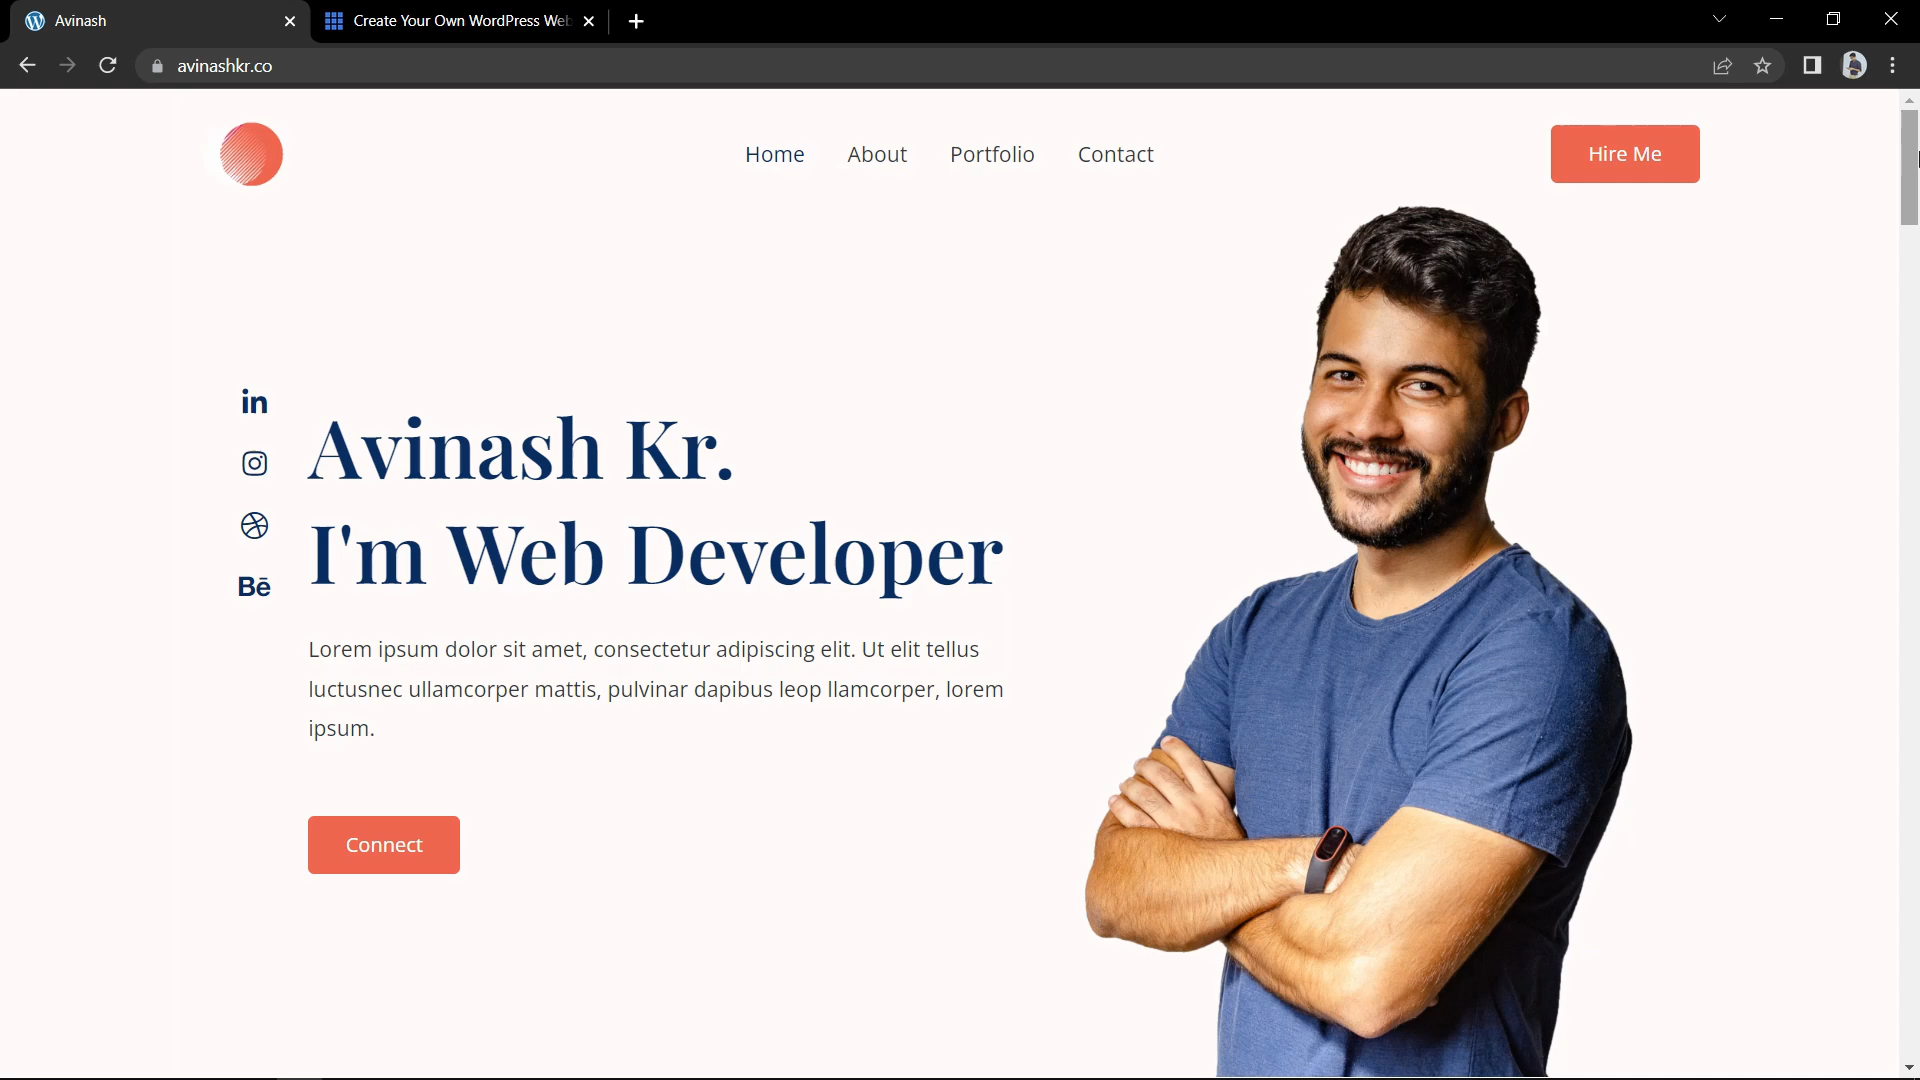 Avinash
Create Your Own WordPress Web
avinashkr.co
Home About Portfolio Contact
Hire Me
in
Avinash Kr.
I'm Web Developer
Bē
Lorem ipsum dolor sit amet, consectetur adipiscing elit. Ut elit tellus
luctusnec ullamcorper mattis, pulvinar dapibus leop llamcorper, lorem
ipsum.
Connect